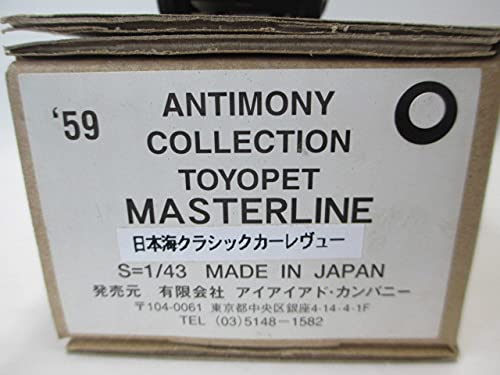 '59
ANTIMONY
COLLECTION
TOYOPET
MASTERLINE
日本海クラシックカーレヴュー
S=1/43 MADE IN JAPAN
発売元 有限会社 アイアイアド・カンパニー
〒104-0061 東京都中央区銀座4-14-4-1F
TEL (03)5148-1582